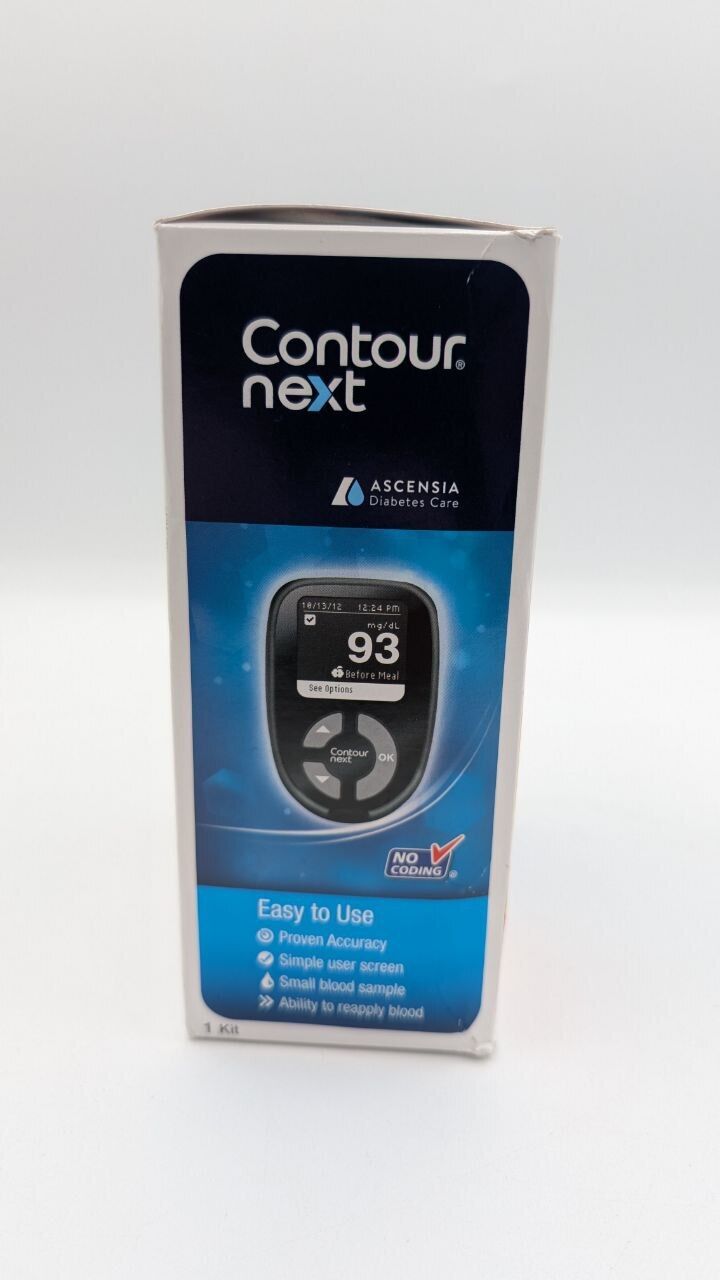 Contour®
next
ASCENSIA
Diabetes Care
10/13/12 12:24 PM
mg/dL
93
Before Meal
See Options
Contour
next
OK
NO
CODING®
Easy to Use
Proven Accuracy
Simple user screen
Small blood sample
Ability to reapply blood
1 Kit